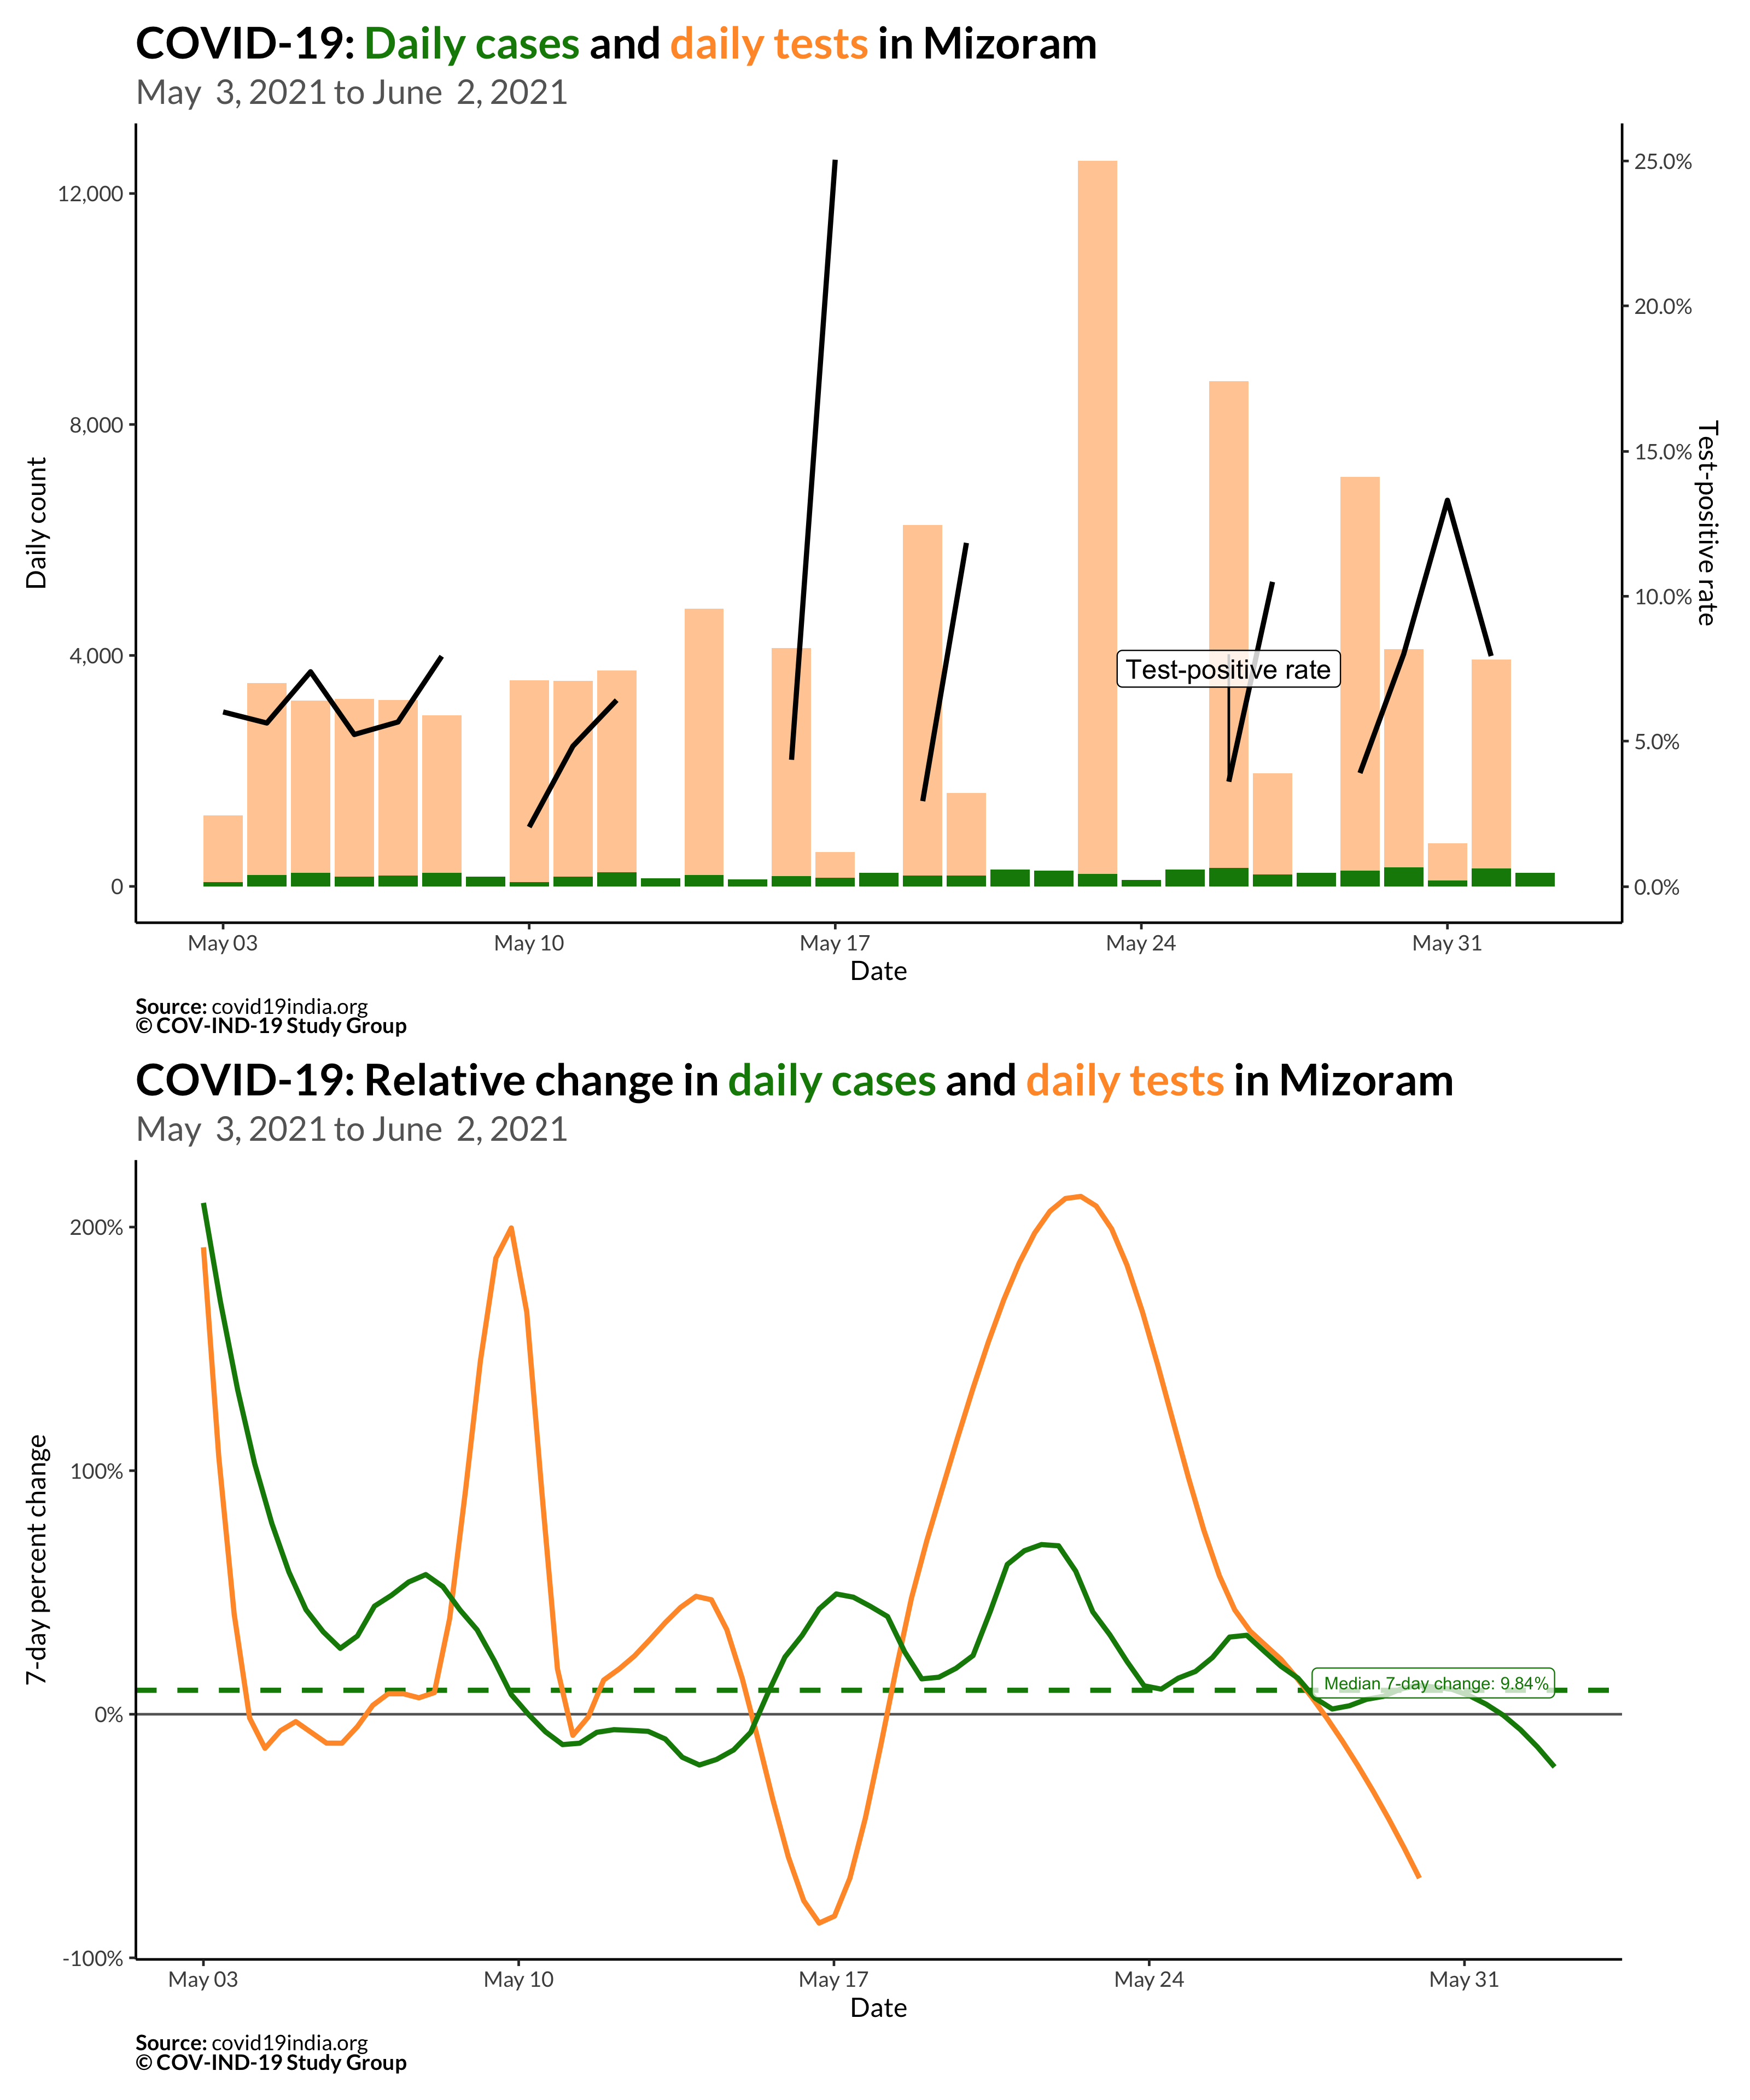 COVID-19: Daily cases and daily tests in Mizoram
May 3, 2021 to June 2, 2021
12,000
8,000
4,000
0
Daily count
25.0%
20.0%
15.0%
10.0%
5.0%
0.0%
Test-positive rate
Test-positive rate
May 03
May 10
May 17
May 24
May 31
Date
Source: covid19india.org
© COV-IND-19 Study Group
COVID-19: Relative change in daily cases and daily tests in Mizoram
May 3, 2021 to June 2, 2021
200%
100%
0%
-100%
7-day percent change
Median 7-day change: 9.84%
May 03
May 10
May 17
May 24
May 31
Date
Source: covid19india.org
© COV-IND-19 Study Group